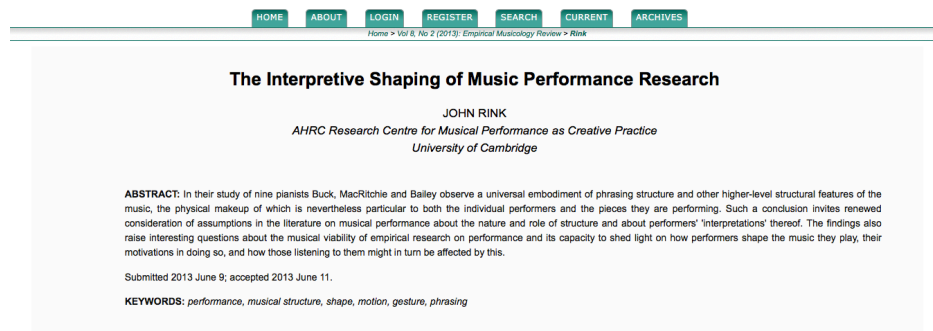 HOME ABOUT LOGIN REGISTER SEARCH CURRENT ARCHIVES
Home > Vol 8, No 2 (2013): Empirical Musicology Review > Rink
The Interpretive Shaping of Music Performance Research
JOHN RINK
AHRC Research Centre for Musical Performance as Creative Practice
University of Cambridge
ABSTRACT: In their study of nine pianists Buck, MacRitchie and Bailey observe a universal embodiment of phrasing structure and other higher-level structural features of the
music, the physical makeup of which is nevertheless particular to both the individual performers and the pieces they are performing. Such a conclusion invites renewed
consideration of assumptions in the literature on musical performance about the nature and role of structure and about performers' 'interpretations' thereof. The findings also
raise interesting questions about the musical viability of empirical research on performance and its capacity to shed light on how performers shape the music they play, their
motivations in doing so, and how those listening to them might in turn be affected by this.
Submitted 2013 June 9; accepted 2013 June 11.
KEYWORDS: performance, musical structure, shape, motion, gesture, phrasing